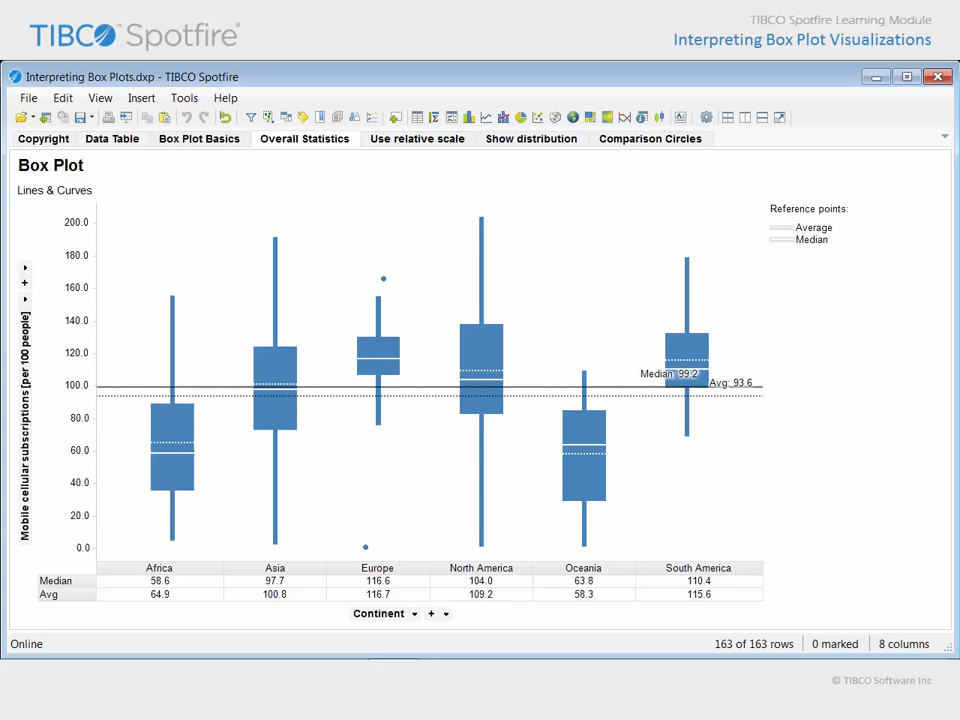 TIBCO Spotfire®
TIBCO Spotfire Learning Module
Interpreting Box Plot Visualizations
Interpreting Box Plots.dxp - TIBCO Spotfire
File Edit View Insert Tools Help
Copyright Data Table Box Plot Basics Overall Statistics Use relative scale Show distribution Comparison Circles
Box Plot
Lines & Curves
Reference points:
Average
Median
Mobile cellular subscriptions [per 100 people]
200.0
180.0
160.0
140.0
120.0
100.0
80.0
60.0
40.0
20.0
0.0
Median: 99.2
Avg: 93.6
Africa Asia Europe North America Oceania South America
Median 58.6 97.7 116.6 104.0 63.8 110.4
Avg 64.9 100.8 116.7 109.2 58.3 115.6
Continent +
Online 163 of 163 rows 0 marked 8 columns
© TIBCO Software Inc